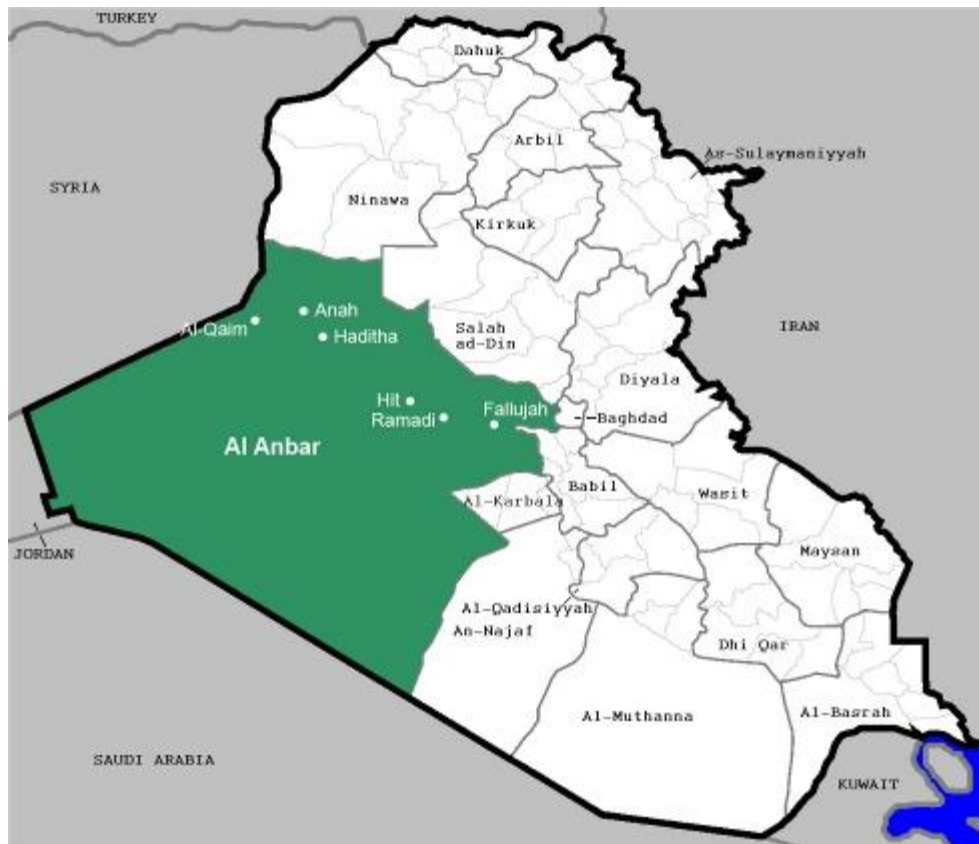 TURKEY
Dahuk
Arbil
As-Sulaymaniyyah
SYRIA
Ninawa
Kirkuk
Anah
Al-Qaim
Haditha
Salah
ad-Din
IRAN
Diyala
Hit
Ramadi
Fallujah
Baghdad
Al Anbar
Babil
Al-Karbala
Wasit
JORDAN
Maysan
Al-Qadisiyyah
An-Najaf
Dhi Qar
Al-Muthanna
Al-Basrah
SAUDI ARABIA
KUWAIT